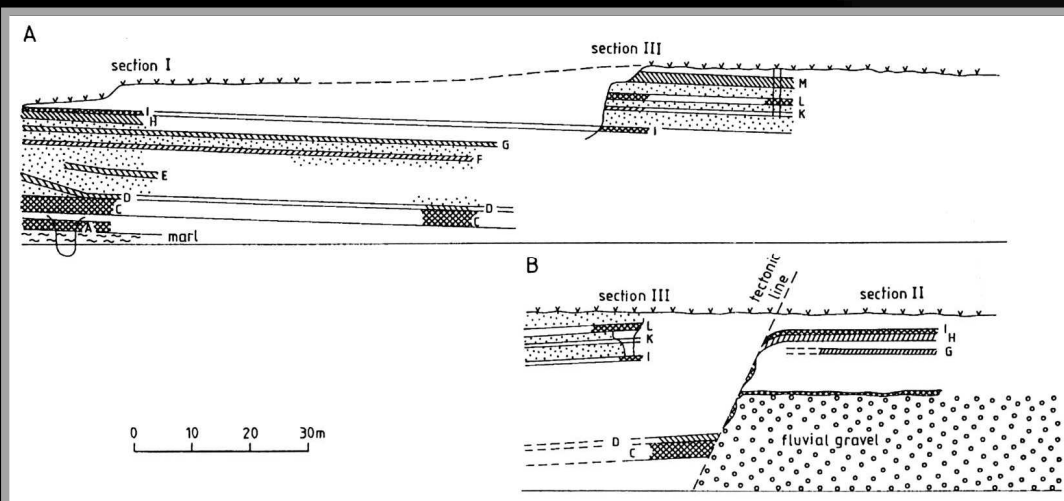 A
section I
section III
M
L
K
I
I
H
G
F
E
D
C
D
C
A
marl
B
tectonic
line
section III
section II
L
K
I
I
H
G
D
C
fluvial gravel
0 10 20 30m